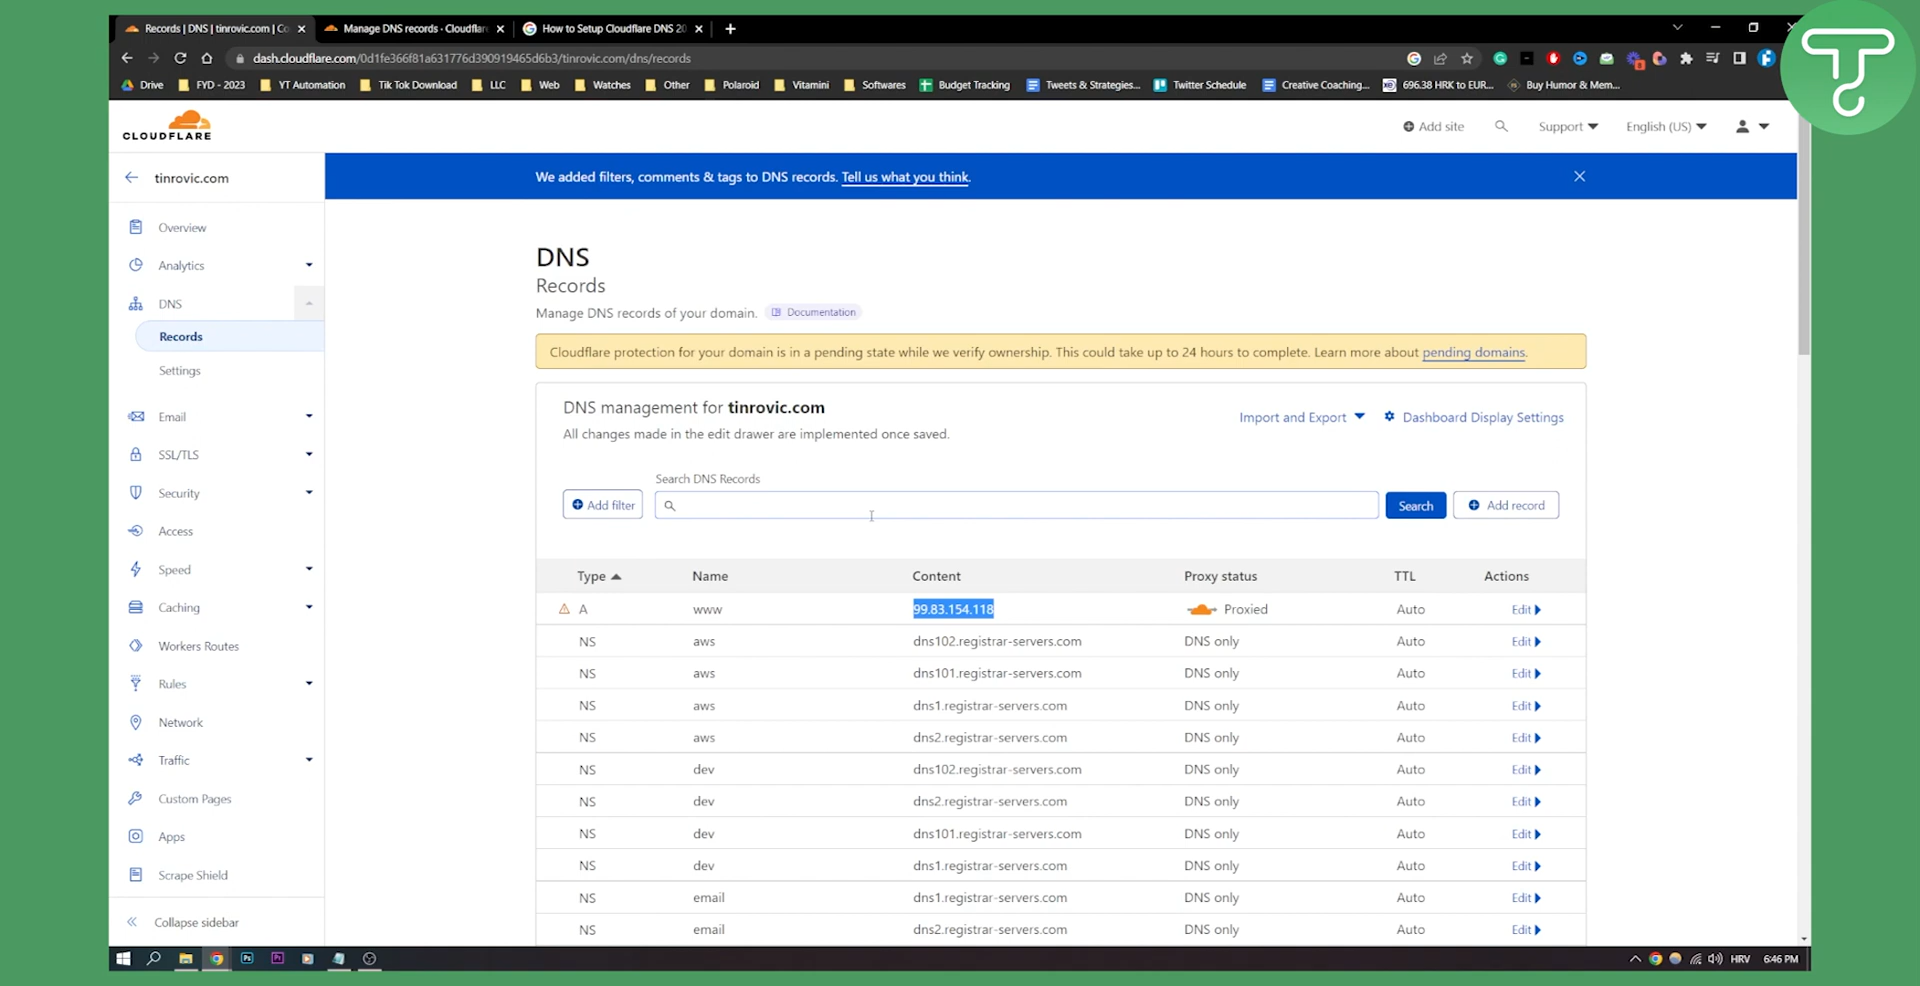 Records | DNS | tinrovic.com | Co
Manage DNS records · Cloudflare
How to Setup Cloudflare DNS 20
dash.cloudflare.com/0d1fe366f81a631776d390919465d6b3/tinrovic.com/dns/records
Drive
FYD - 2023
YT Automation
Tik Tok Download
LLC
Web
Watches
Other
Polaroid
Vitamini
Softwares
Budget Tracking
Tweets & Strategies...
Twitter Schedule
Creative Coaching...
696.38 HRK to EUR...
Buy Humor & Mem...
CLOUDFLARE
Add site
Support
English (US)
tinrovic.com
We added filters, comments & tags to DNS records. Tell us what you think.
Overview
Analytics
DNS
Records
Settings
Email
SSL/TLS
Security
Access
Speed
Caching
Workers Routes
Rules
Network
Traffic
Custom Pages
Apps
Scrape Shield
Collapse sidebar
DNS
Records
Manage DNS records of your domain. Documentation
Cloudflare protection for your domain is in a pending state while we verify ownership. This could take up to 24 hours to complete. Learn more about pending domains.
DNS management for tinrovic.com
Import and Export
Dashboard Display Settings
All changes made in the edit drawer are implemented once saved.
Search DNS Records
Add filter
Search
Add record
Type Name Content Proxy status TTL Actions
A www 99.83.154.118 Proxied Auto Edit
NS aws dns102.registrar-servers.com DNS only Auto Edit
NS aws dns101.registrar-servers.com DNS only Auto Edit
NS aws dns1.registrar-servers.com DNS only Auto Edit
NS aws dns2.registrar-servers.com DNS only Auto Edit
NS dev dns102.registrar-servers.com DNS only Auto Edit
NS dev dns2.registrar-servers.com DNS only Auto Edit
NS dev dns101.registrar-servers.com DNS only Auto Edit
NS dev dns1.registrar-servers.com DNS only Auto Edit
NS email dns1.registrar-servers.com DNS only Auto Edit
NS email dns2.registrar-servers.com DNS only Auto Edit
Ps
Pr
HRV
6:46 PM